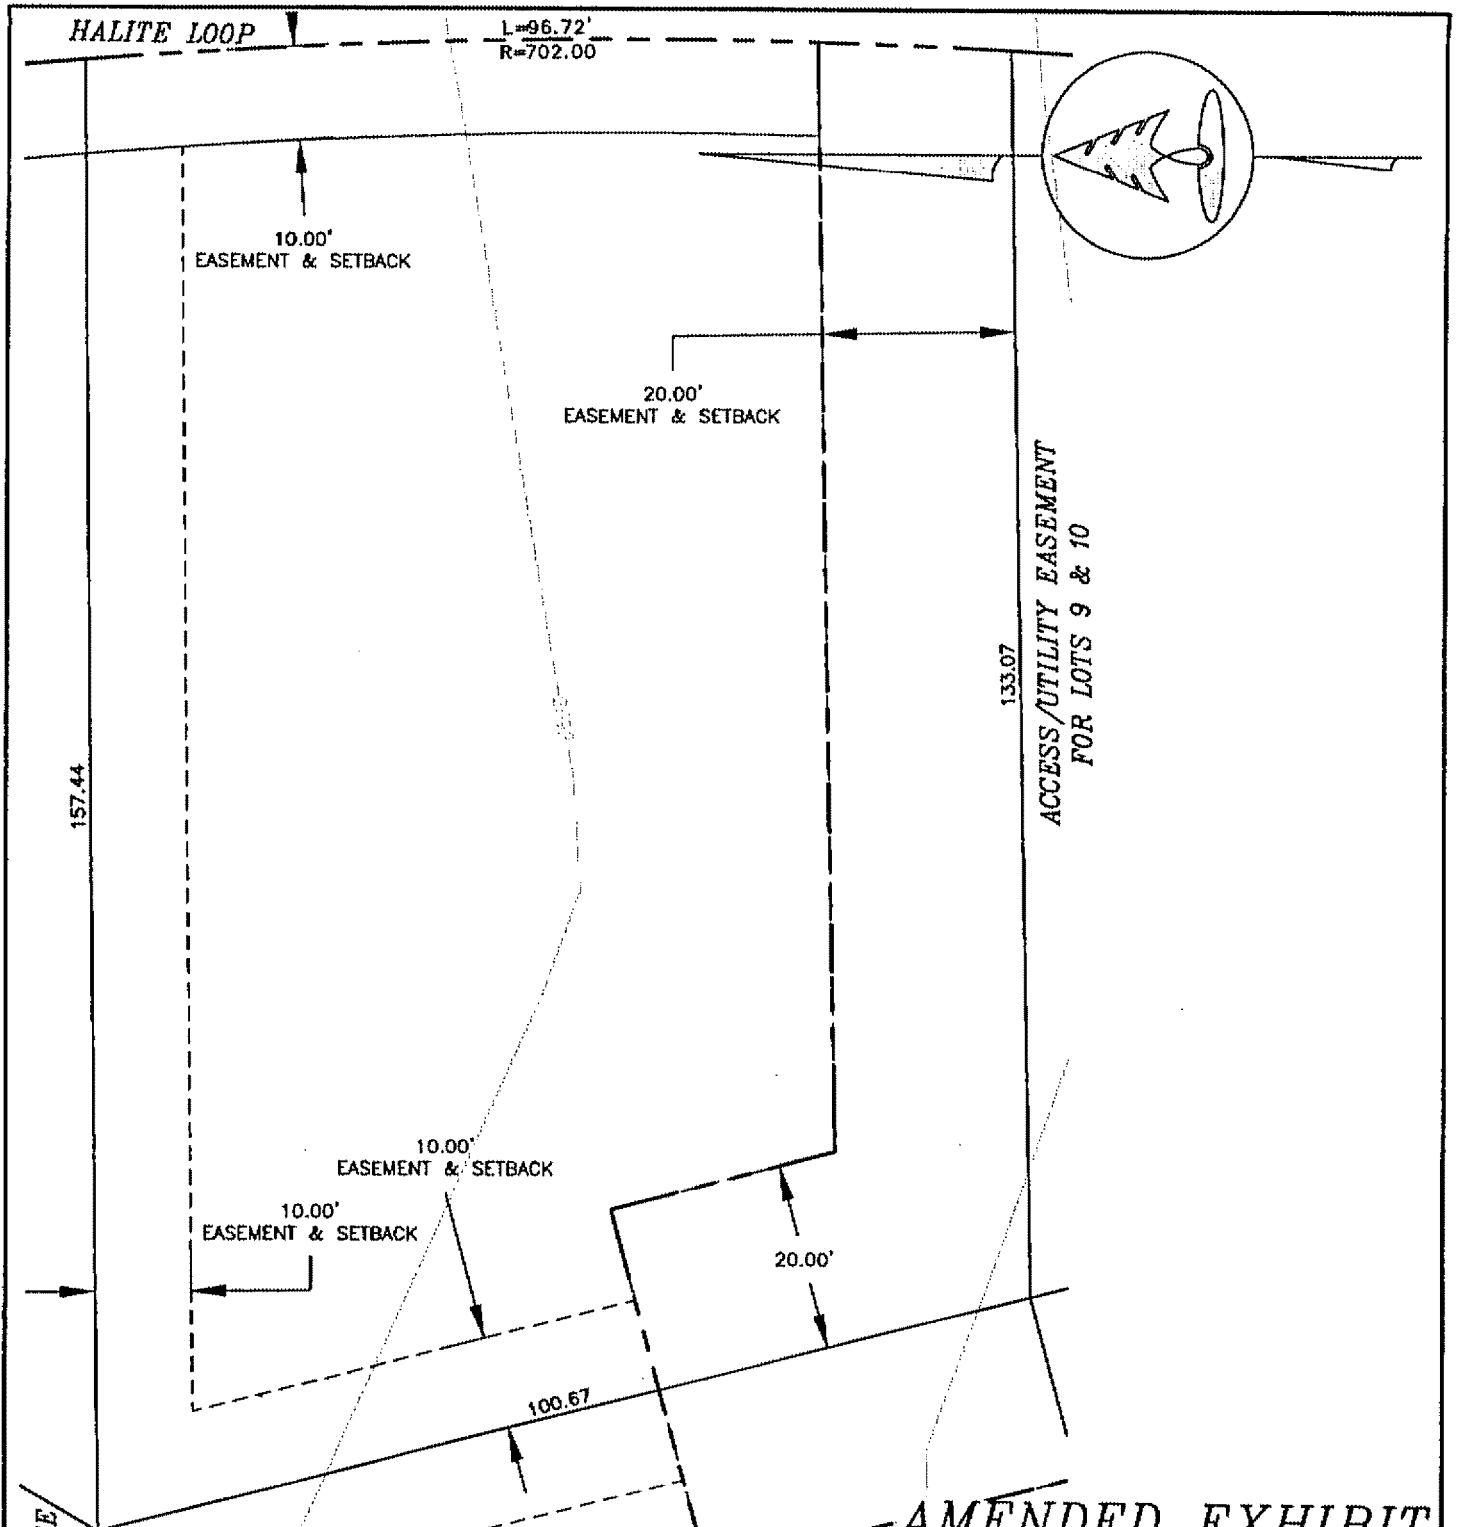 HALITE LOOP
L=96.72'
R=702.00
10.00'
EASEMENT & SETBACK
20.00'
EASEMENT & SETBACK
ACCESS/UTILITY EASEMENT
FOR LOTS 9 & 10
133.07
157.44
10.00'
EASEMENT & SETBACK
10.00'
EASEMENT & SETBACK
20.00'
100.67
AMENDED EXHIBIT